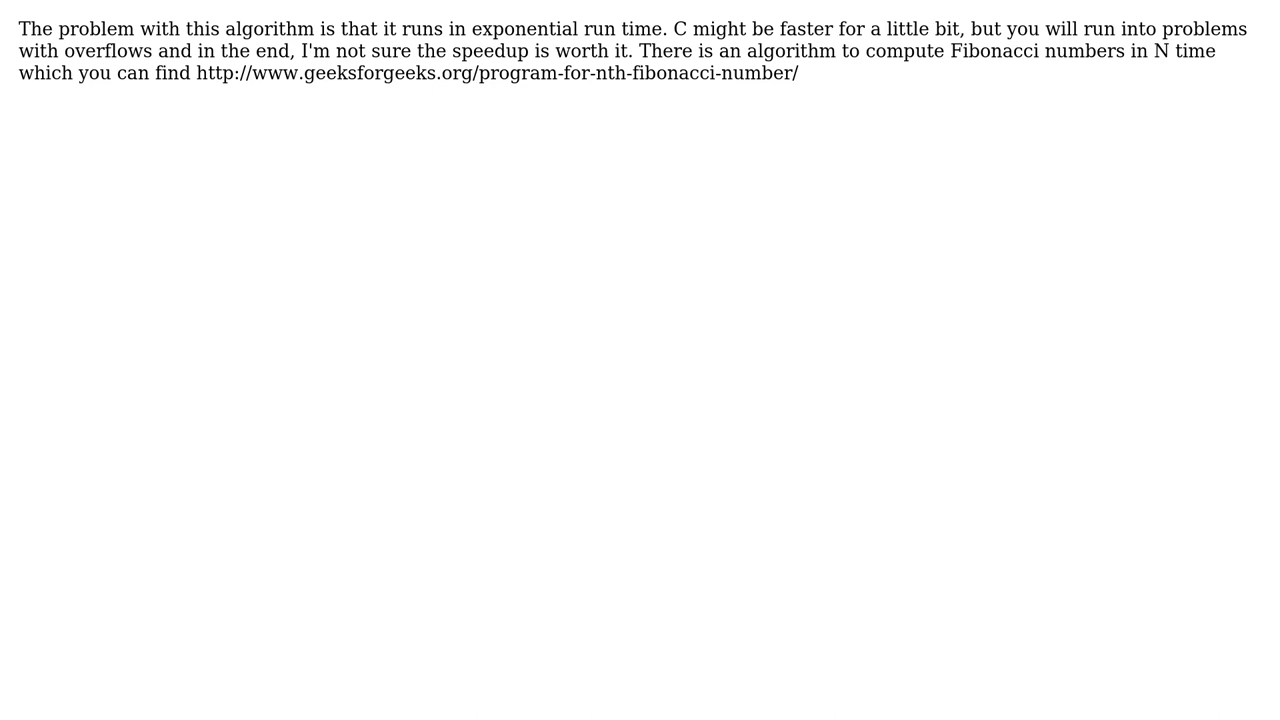 The problem with this algorithm is that it runs in exponential run time. C might be faster for a little bit, but you will run into problems
with overflows and in the end, I'm not sure the speedup is worth it. There is an algorithm to compute Fibonacci numbers in N time
which you can find http://www.geeksforgeeks.org/program-for-nth-fibonacci-number/